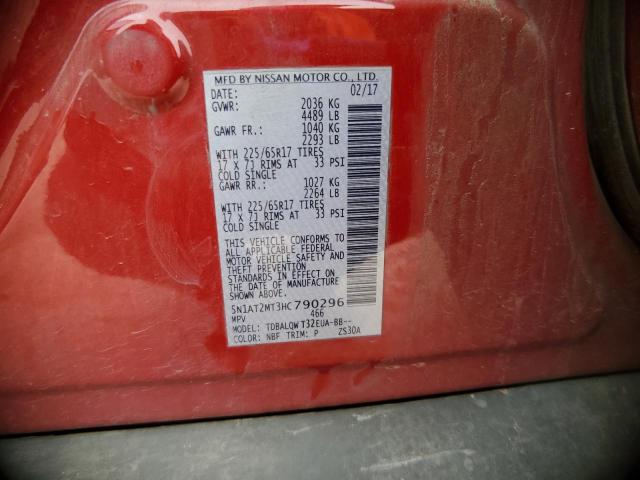 MFD BY NISSAN MOTOR CO., LTD.
DATE: 02/17
GVWR: 2036 KG
4489 LB
GAWR FR.: 1040 KG
2293 LB
WITH 225/65R17 TIRES
17 X 7J RIMS AT 33 PSI
COLD SINGLE
GAWR RR.: 1027 KG
2264 LB
WITH 225/65R17 TIRES
17 X 7J RIMS AT 33 PSI
COLD SINGLE
THIS VEHICLE CONFORMS TO
ALL APPLICABLE FEDERAL
MOTOR VEHICLE SAFETY AND
THEFT PREVENTION
STANDARDS IN EFFECT ON
THE DATE OF MANUFACTURE
SHOWN ABOVE.
5N1AT2MT3HC790296
MPV 466
MODEL: TDBALQWT32EUA-BB--
COLOR: NBF TRIM: P ZS30A